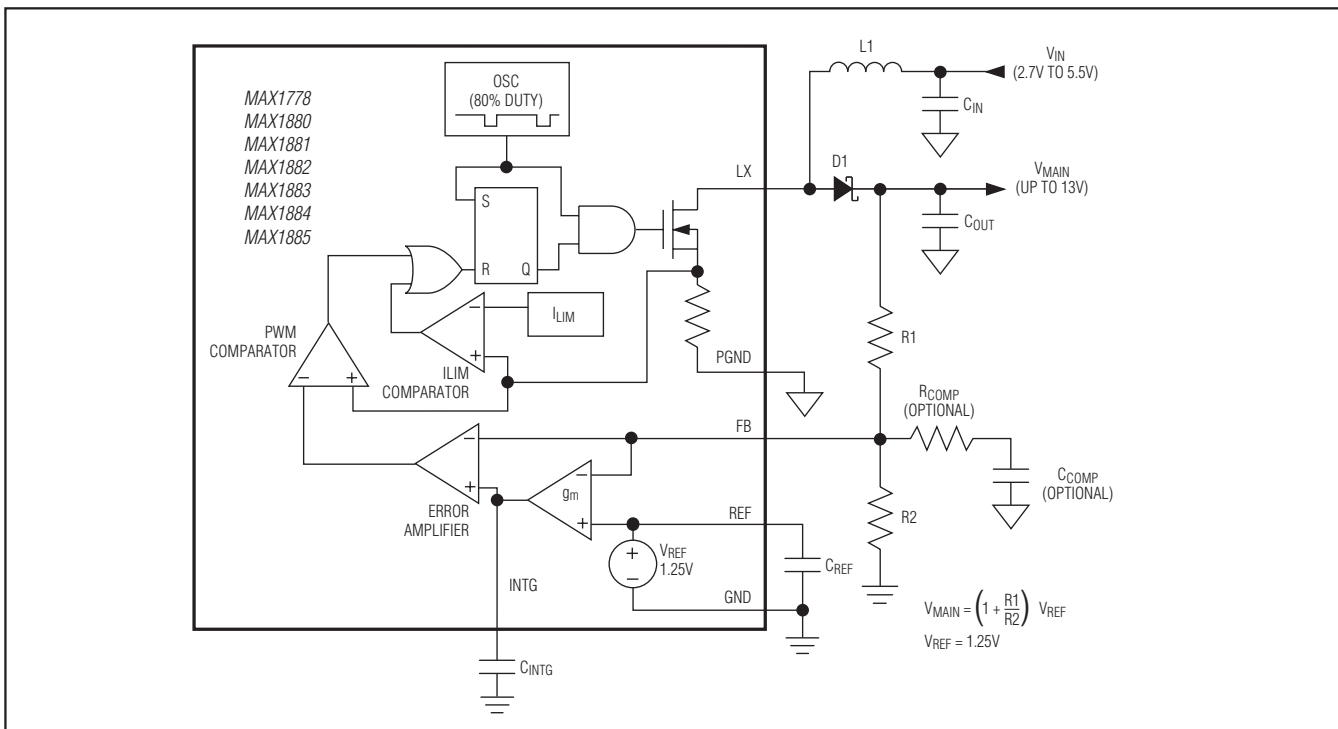 MAX1778
MAX1880
MAX1881
MAX1882
MAX1883
MAX1884
MAX1885
OSC
(80% DUTY)
S
R
Q
L1
VIN
(2.7V TO 5.5V)
CIN
LX
D1
VMAIN
(UP TO 13V)
COUT
−
ILIM
+
ILIM
COMPARATOR
PWM
COMPARATOR
−
+
PGND
R1
RCOMP
(OPTIONAL)
CCOMP
(OPTIONAL)
FB
−
+
ERROR
AMPLIFIER
−
gm
+
REF
R2
+
−
VREF
1.25V
CREF
INTG
GND
CINTG
VMAIN = (1 + R1/R2) VREF
VREF = 1.25V